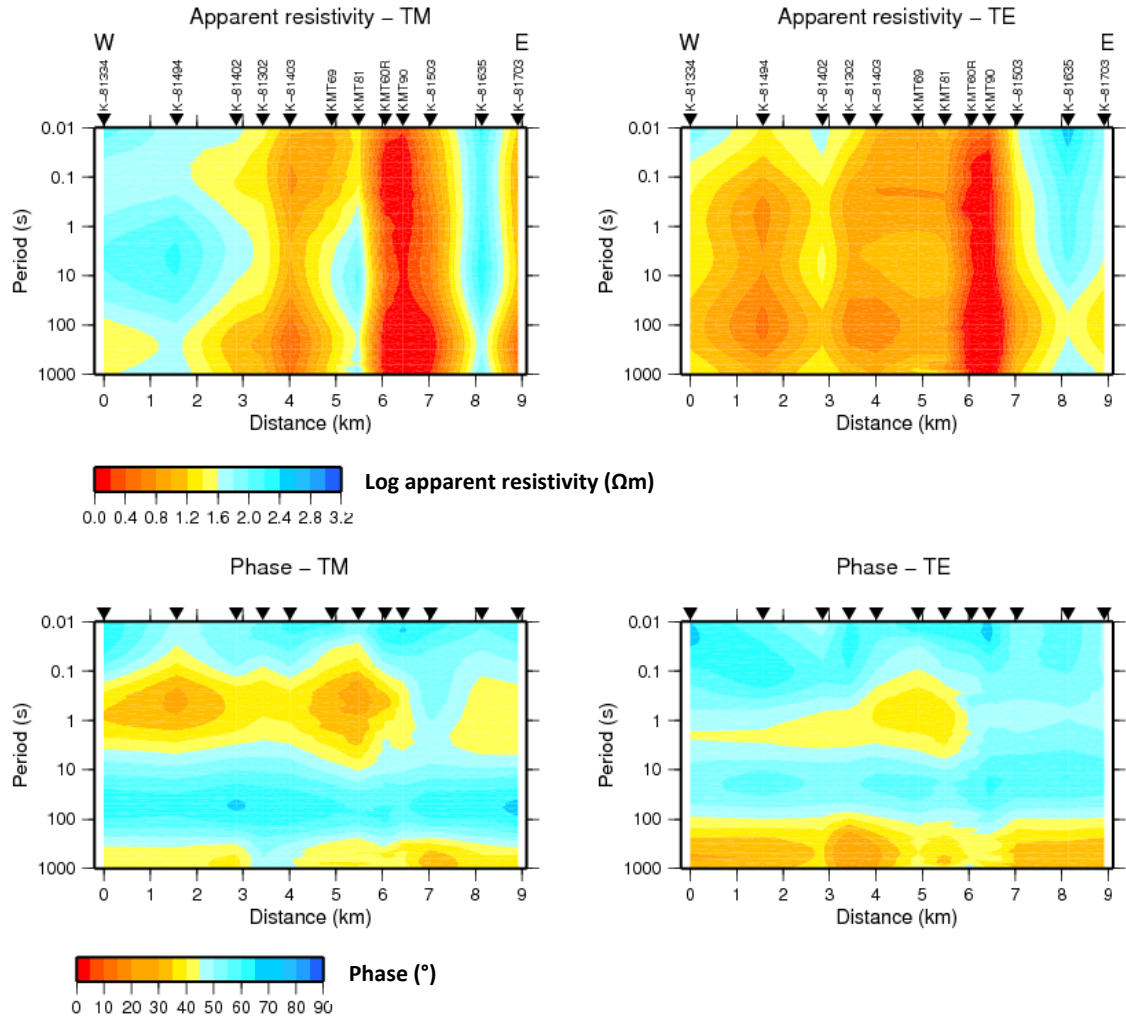 Apparent resistivity – TM
Apparent resistivity – TE
W
E
W
E
K-81334
K-81494
K-81402
K-81302
K-81403
KMT69
KMT81
KMT60R
KMT90
K-81503
K-81635
K-81703
K-81334
K-81494
K-81402
K-81302
K-81403
KMT69
KMT81
KMT60R
KMT90
K-81503
K-81635
K-81703
Period (s)
0.01
0.1
1
10
100
1000
0 1 2 3 4 5 6 7 8 9
Distance (km)
Period (s)
0.01
0.1
1
10
100
1000
0 1 2 3 4 5 6 7 8 9
Distance (km)
Log apparent resistivity (Ωm)
0.0 0.4 0.8 1.2 1.6 2.0 2.4 2.8 3.2
Phase – TM
Phase – TE
Period (s)
0.01
0.1
1
10
100
1000
0 1 2 3 4 5 6 7 8 9
Distance (km)
Period (s)
0.01
0.1
1
10
100
1000
0 1 2 3 4 5 6 7 8 9
Distance (km)
Phase (°)
0 10 20 30 40 50 60 70 80 90